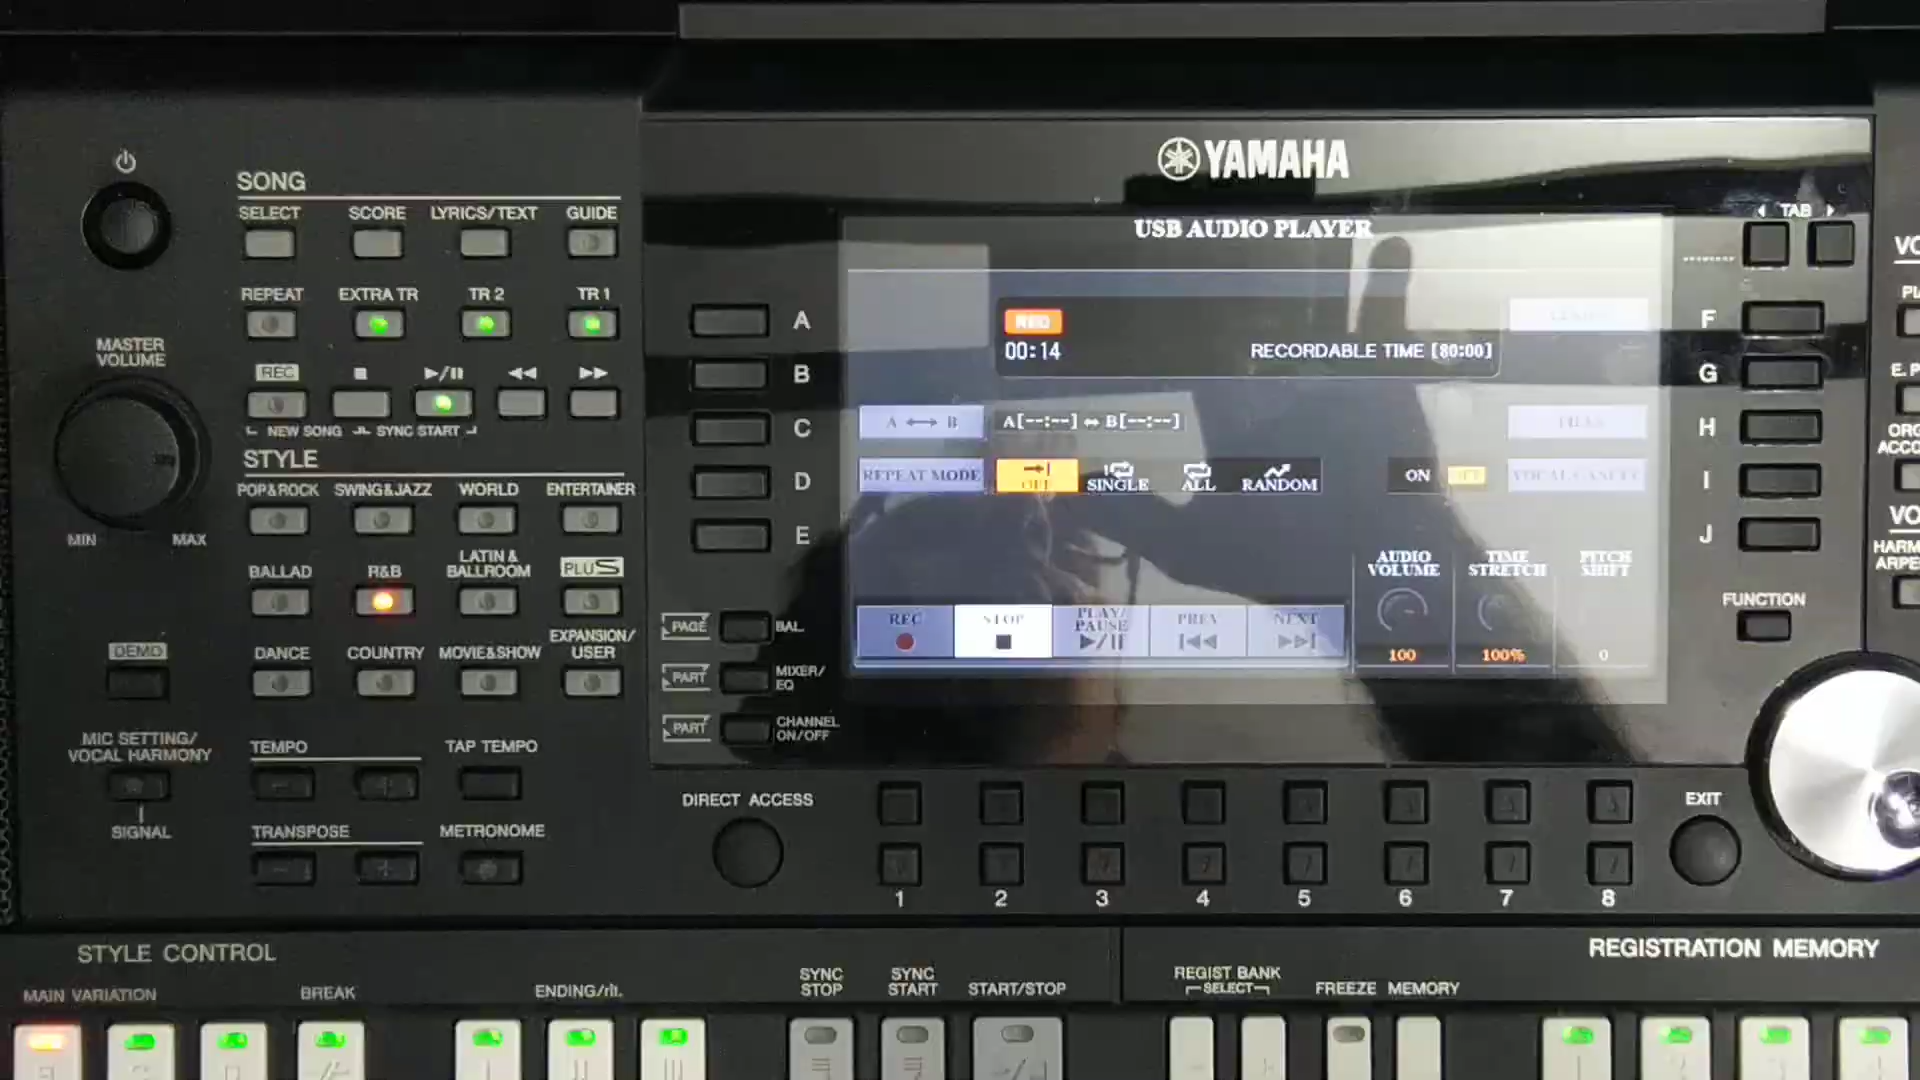 YAMAHA
SONG
SELECT SCORE LYRICS/TEXT GUIDE
REPEAT EXTRA TR TR 2 TR 1
REC
NEW SONG SYNC START
STYLE
POP&ROCK SWING&JAZZ WORLD ENTERTAINER
BALLAD R&B LATIN & BALLROOM PLUS
DANCE COUNTRY MOVIE&SHOW EXPANSION/ USER
MASTER
VOLUME
MIN MAX
DEMO
MIC SETTING/
VOCAL HARMONY
SIGNAL
TEMPO TAP TEMPO
TRANSPOSE METRONOME
USB AUDIO PLAYER
REC
00:14 RECORDABLE TIME [80:00]
A B A[--:--] B[--:--]
FILES
REPEAT MODE OFF SINGLE ALL RANDOM ON OFF VOCAL CANCEL
AUDIO
VOLUME
TIME
STRETCH
PITCH
SHIFT
REC STOP PLAY/
PAUSE PREV NEXT
100 100% 0
A
B
C
D
E
TAB
F
G
H
I
J
PAGE BAL.
PART MIXER/
EQ
PART CHANNEL
ON/OFF
FUNCTION
DIRECT ACCESS
EXIT
1 2 3 4 5 6 7 8
STYLE CONTROL
MAIN VARIATION BREAK ENDING/rit.
SYNC
STOP
SYNC
START
START/STOP
REGISTRATION MEMORY
REGIST BANK
SELECT
FREEZE MEMORY